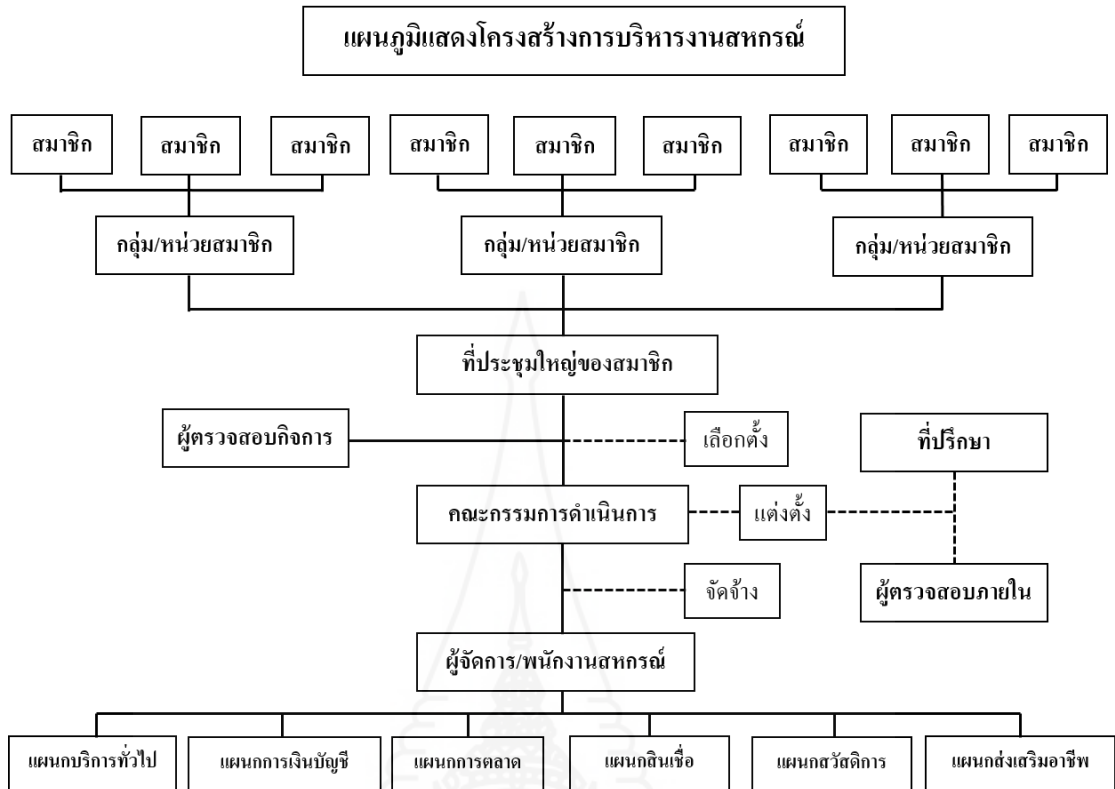 แผนภูมิแสดงโครงสร้างการบริหารงานสหกรณ์
สมาชิก สมาชิก สมาชิก สมาชิก สมาชิก สมาชิก สมาชิก สมาชิก สมาชิก
กลุ่ม/หน่วยสมาชิก กลุ่ม/หน่วยสมาชิก กลุ่ม/หน่วยสมาชิก
ที่ประชุมใหญ่ของสมาชิก
ผู้ตรวจสอบกิจการ เลือกตั้ง ที่ปรึกษา
คณะกรรมการดำเนินการ แต่งตั้ง
จัดจ้าง ผู้ตรวจสอบภายใน
ผู้จัดการ/พนักงานสหกรณ์
แผนกบริการทั่วไป แผนกการเงินบัญชี แผนกการตลาด แผนกสินเชื่อ แผนกสวัสดิการ แผนกส่งเสริมอาชีพ